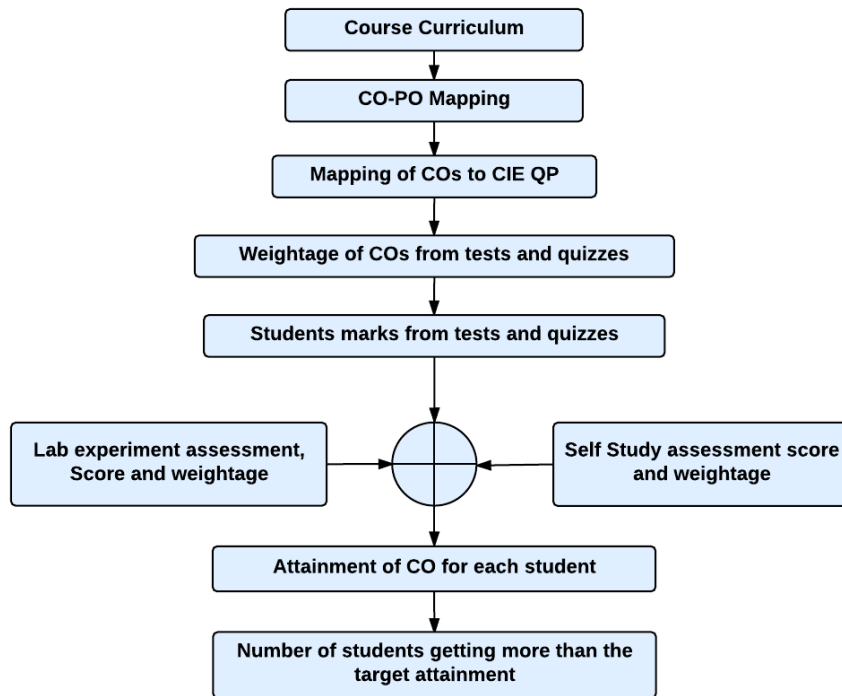 Course Curriculum
CO-PO Mapping
Mapping of COs to CIE QP
Weightage of COs from tests and quizzes
Students marks from tests and quizzes
Lab experiment assessment,
Score and weightage
Self Study assessment score
and weightage
Attainment of CO for each student
Number of students getting more than the
target attainment